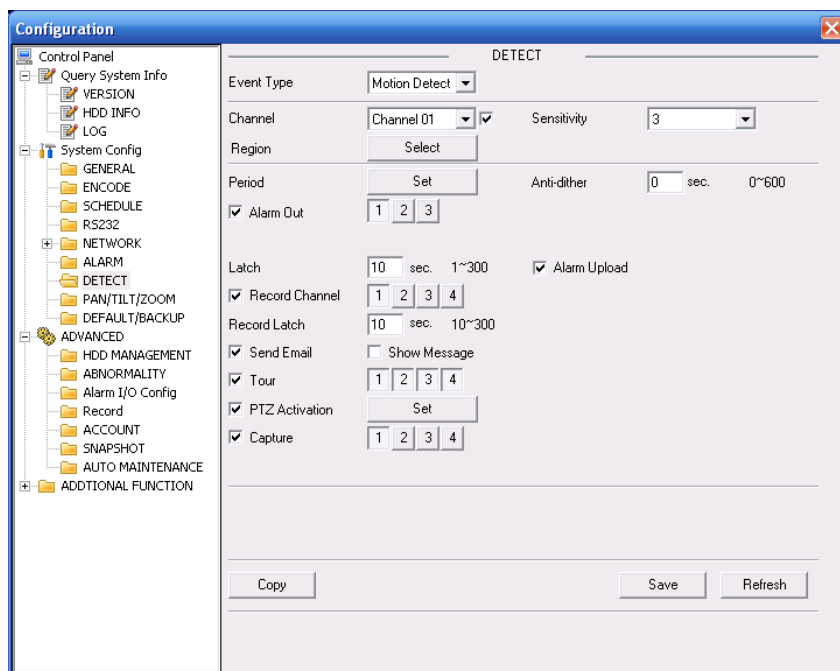 Configuration
Control Panel
Query System Info
VERSION
HDD INFO
LOG
System Config
GENERAL
ENCODE
SCHEDULE
RS232
NETWORK
ALARM
DETECT
PAN/TILT/ZOOM
DEFAULT/BACKUP
ADVANCED
HDD MANAGEMENT
ABNORMALITY
Alarm I/O Config
Record
ACCOUNT
SNAPSHOT
AUTO MAINTENANCE
ADDTIONAL FUNCTION
DETECT
Event Type Motion Detect
Channel Channel 01 Sensitivity 3
Region Select
Period Set Anti-dither 0 sec. 0~600
Alarm Out 1 2 3
Latch 10 sec. 1~300 Alarm Upload
Record Channel 1 2 3 4
Record Latch 10 sec. 10~300
Send Email Show Message
Tour 1 2 3 4
PTZ Activation Set
Capture 1 2 3 4
Copy Save Refresh